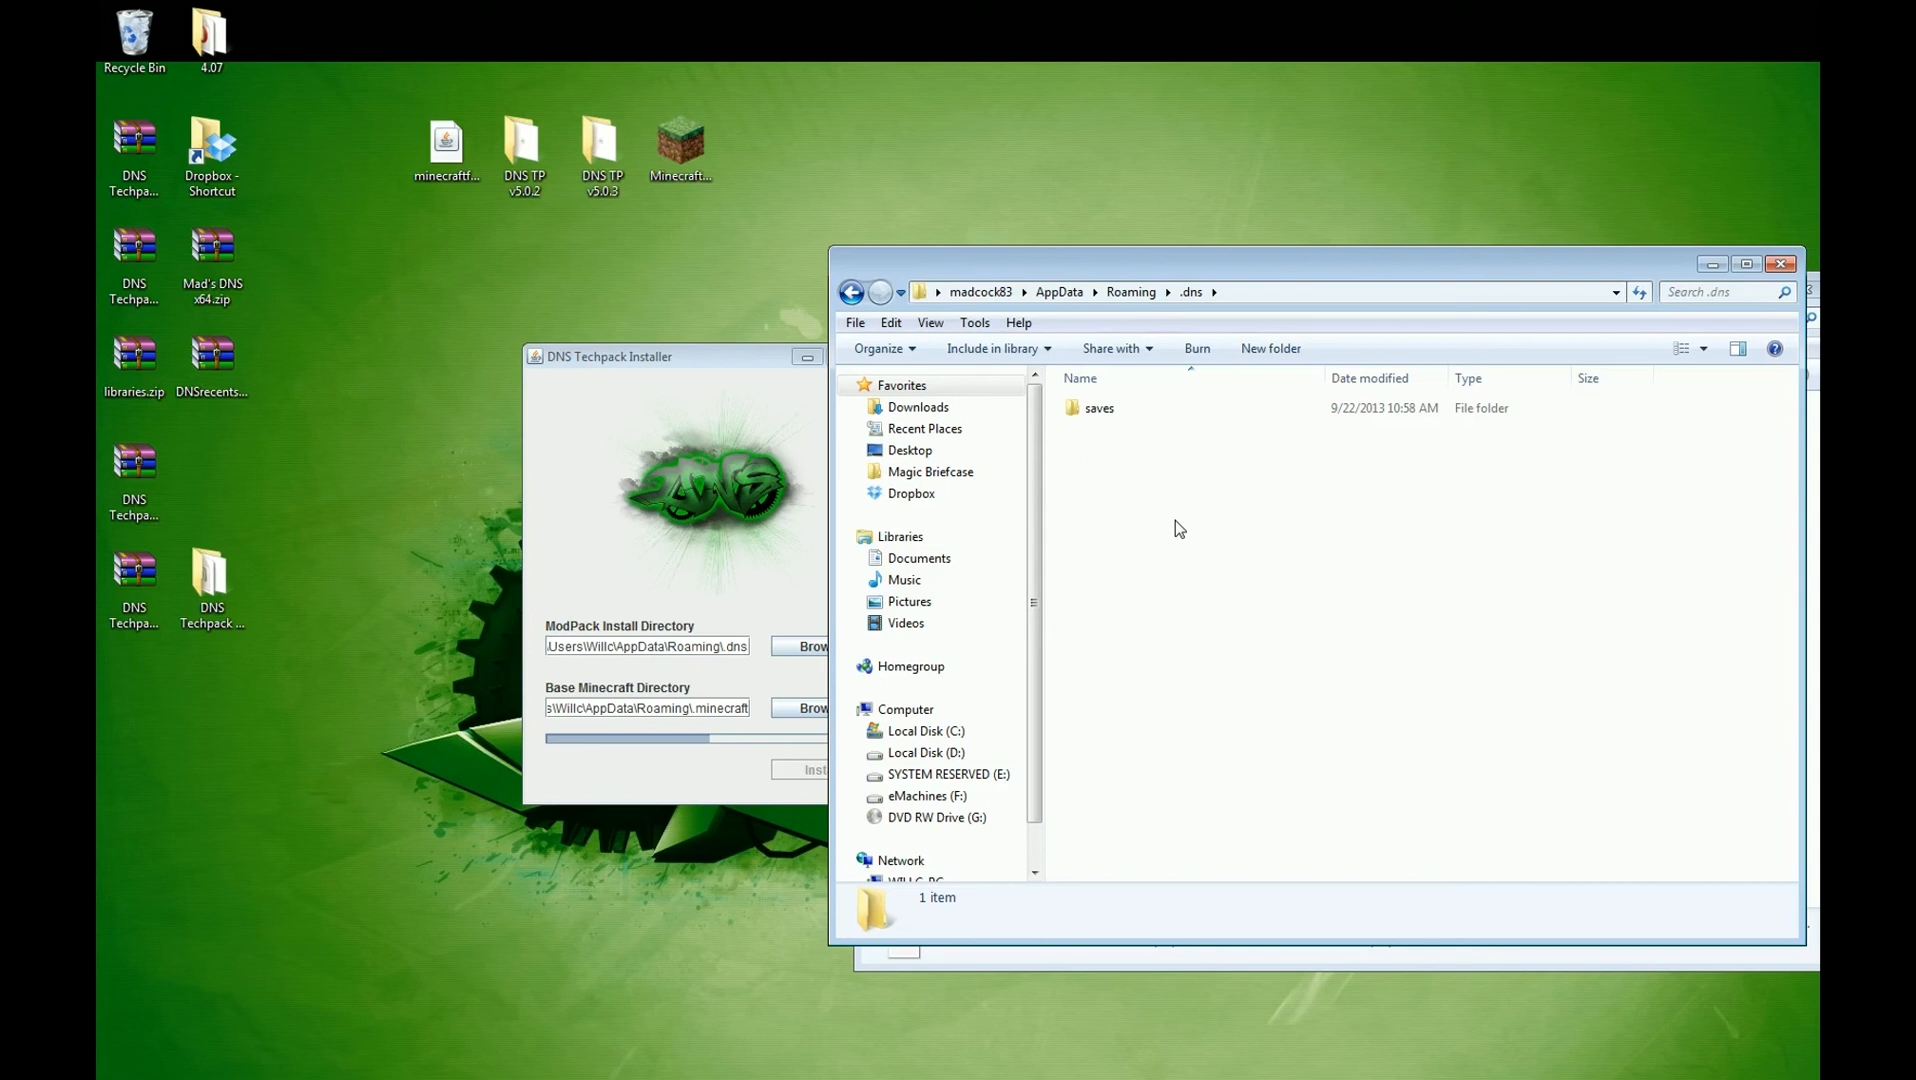 Recycle Bin
4.07
DNS
Techpa...
Dropbox -
Shortcut
minecraftf...
DNS TP
v5.0.2
DNS TP
v5.0.3
Minecraft...
DNS
Techpa...
Mad's DNS
x64.zip
libraries.zip
DNSrecents...
DNS
Techpa...
DNS
Techpa...
DNS
Techpack ...
DNS Techpack Installer
DNS
ModPack Install Directory
\Users\Willc\AppData\Roaming\.dns
Brow
Base Minecraft Directory
s\Willc\AppData\Roaming\.minecraft
Brow
Inst
madcock83
AppData
Roaming
.dns
Search .dns
File Edit View Tools Help
Organize
Include in library
Share with
Burn
New folder
Favorites
Downloads
Recent Places
Desktop
Magic Briefcase
Dropbox
Libraries
Documents
Music
Pictures
Videos
Homegroup
Computer
Local Disk (C:)
Local Disk (D:)
SYSTEM RESERVED (E:)
eMachines (F:)
DVD RW Drive (G:)
Network
WILLC-PC
Name Date modified Type Size
saves 9/22/2013 10:58 AM File folder
1 item